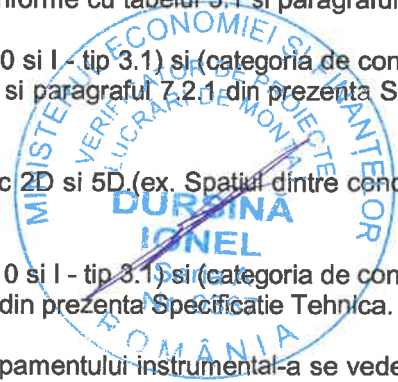 nforme cu tabelul 3.1 si paragraful
0 si I - tip 3.1) si (categoria de con
si paragraful 7.2.1 din prezenta S
c 2D si 5D.(ex. Spatiul dintre cond
0 si I - tip 3.1) si (categoria de con
din prezenta Specificatie Tehnica.
pamentului instrumental-a se vede
MINISTERUL ECONOMIEI SI FINANTELOR
VERIFICATOR DE PROIECTE
LUCRARI DE MONTAJ
DURSINA
IONEL
ROMÂNIA